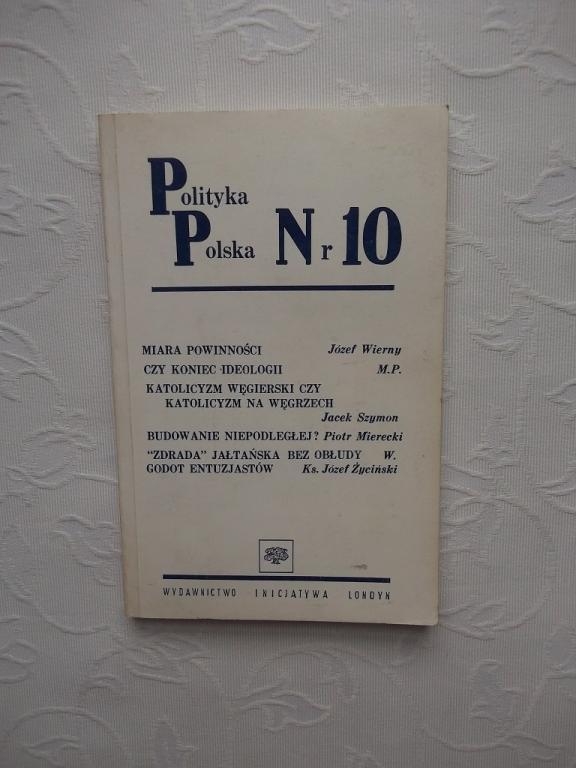 Polityka
Polska Nr 10
MIARA POWINNOŚCI Józef Wierny
CZY KONIEC IDEOLOGII M.P.
KATOLICYZM WĘGIERSKI CZY
KATOLICYZM NA WĘGRZECH
Jacek Szymon
BUDOWANIE NIEPODLEGŁEJ? Piotr Mierecki
“ZDRADA” JAŁTAŃSKA BEZ OBŁUDY W.
GODOT ENTUZJASTÓW Ks. Józef Życiński
WYDAWNICTWO INICJATYWA LONDYN